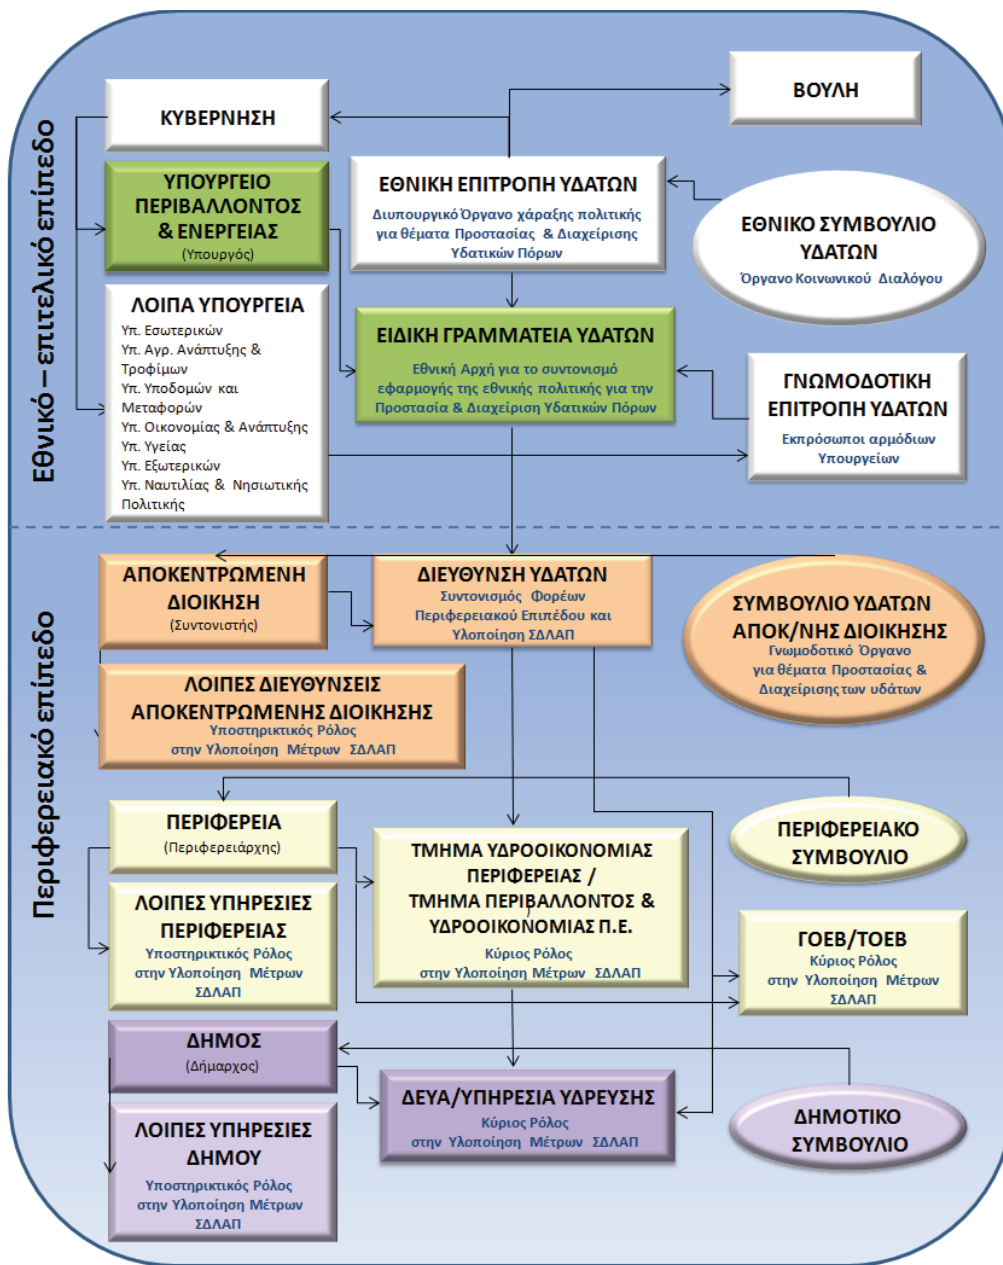 Εθνικό – επιτελικό επίπεδο
ΚΥΒΕΡΝΗΣΗ
ΒΟΥΛΗ
ΥΠΟΥΡΓΕΙΟ
ΠΕΡΙΒΑΛΛΟΝΤΟΣ
& ΕΝΕΡΓΕΙΑΣ
(Υπουργός)
ΕΘΝΙΚΗ ΕΠΙΤΡΟΠΗ ΥΔΑΤΩΝ
Διυπουργικό Όργανο χάραξης πολιτικής
για θέματα Προστασίας & Διαχείρισης
Υδατικών Πόρων
ΕΘΝΙΚΟ ΣΥΜΒΟΥΛΙΟ
ΥΔΑΤΩΝ
Όργανο Κοινωνικού Διαλόγου
ΛΟΙΠΑ ΥΠΟΥΡΓΕΙΑ
Υπ. Εσωτερικών
Υπ. Αγρ. Ανάπτυξης &
Τροφίμων
Υπ. Υποδομών και
Μεταφορών
Υπ. Οικονομίας & Ανάπτυξης
Υπ. Υγείας
Υπ. Εξωτερικών
Υπ. Ναυτιλίας & Νησιωτικής
Πολιτικής
ΕΙΔΙΚΗ ΓΡΑΜΜΑΤΕΙΑ ΥΔΑΤΩΝ
Εθνική Αρχή για το συντονισμό
εφαρμογής της εθνικής πολιτικής για την
Προστασία & Διαχείριση Υδατικών Πόρων
ΓΝΩΜΟΔΟΤΙΚΗ
ΕΠΙΤΡΟΠΗ ΥΔΑΤΩΝ
Εκπρόσωποι αρμόδιων
Υπουργείων
Περιφερειακό επίπεδο
ΑΠΟΚΕΝΤΡΩΜΕΝΗ
ΔΙΟΙΚΗΣΗ
(Συντονιστής)
ΔΙΕΥΘΥΝΣΗ ΥΔΑΤΩΝ
Συντονισμός Φορέων
Περιφερειακού Επιπέδου και
Υλοποίηση ΣΔΛΑΠ
ΣΥΜΒΟΥΛΙΟ ΥΔΑΤΩΝ
ΑΠΟΚ/ΝΗΣ ΔΙΟΙΚΗΣΗΣ
Γνωμοδοτικό Όργανο
για θέματα Προστασίας &
Διαχείρισης των υδάτων
ΛΟΙΠΕΣ ΔΙΕΥΘΥΝΣΕΙΣ
ΑΠΟΚΕΝΤΡΩΜΕΝΗΣ ΔΙΟΙΚΗΣΗΣ
Υποστηρικτικός Ρόλος
στην Υλοποίηση Μέτρων ΣΔΛΑΠ
ΠΕΡΙΦΕΡΕΙΑ
(Περιφερειάρχης)
ΤΜΗΜΑ ΥΔΡΟΟΙΚΟΝΟΜΙΑΣ
ΠΕΡΙΦΕΡΕΙΑΣ /
ΤΜΗΜΑ ΠΕΡΙΒΑΛΛΟΝΤΟΣ &
ΥΔΡΟΟΙΚΟΝΟΜΙΑΣ Π.Ε.
Κύριος Ρόλος
στην Υλοποίηση Μέτρων ΣΔΛΑΠ
ΠΕΡΙΦΕΡΕΙΑΚΟ
ΣΥΜΒΟΥΛΙΟ
ΛΟΙΠΕΣ ΥΠΗΡΕΣΙΕΣ
ΠΕΡΙΦΕΡΕΙΑΣ
Υποστηρικτικός Ρόλος
στην Υλοποίηση Μέτρων
ΣΔΛΑΠ
ΓΟΕΒ/ΤΟΕΒ
Κύριος Ρόλος
στην Υλοποίηση Μέτρων
ΣΔΛΑΠ
ΔΗΜΟΣ
(Δήμαρχος)
ΔΕΥΑ/ΥΠΗΡΕΣΙΑ ΥΔΡΕΥΣΗΣ
Κύριος Ρόλος
στην Υλοποίηση Μέτρων ΣΔΛΑΠ
ΔΗΜΟΤΙΚΟ
ΣΥΜΒΟΥΛΙΟ
ΛΟΙΠΕΣ ΥΠΗΡΕΣΙΕΣ
ΔΗΜΟΥ
Υποστηρικτικός Ρόλος
στην Υλοποίηση Μέτρων
ΣΔΛΑΠ